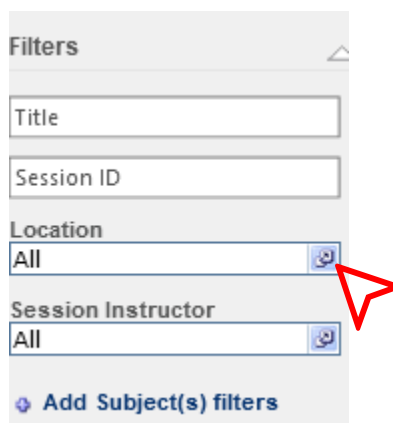 Filters
Title
Session ID
Location
All
Session Instructor
All
Add Subject(s) filters